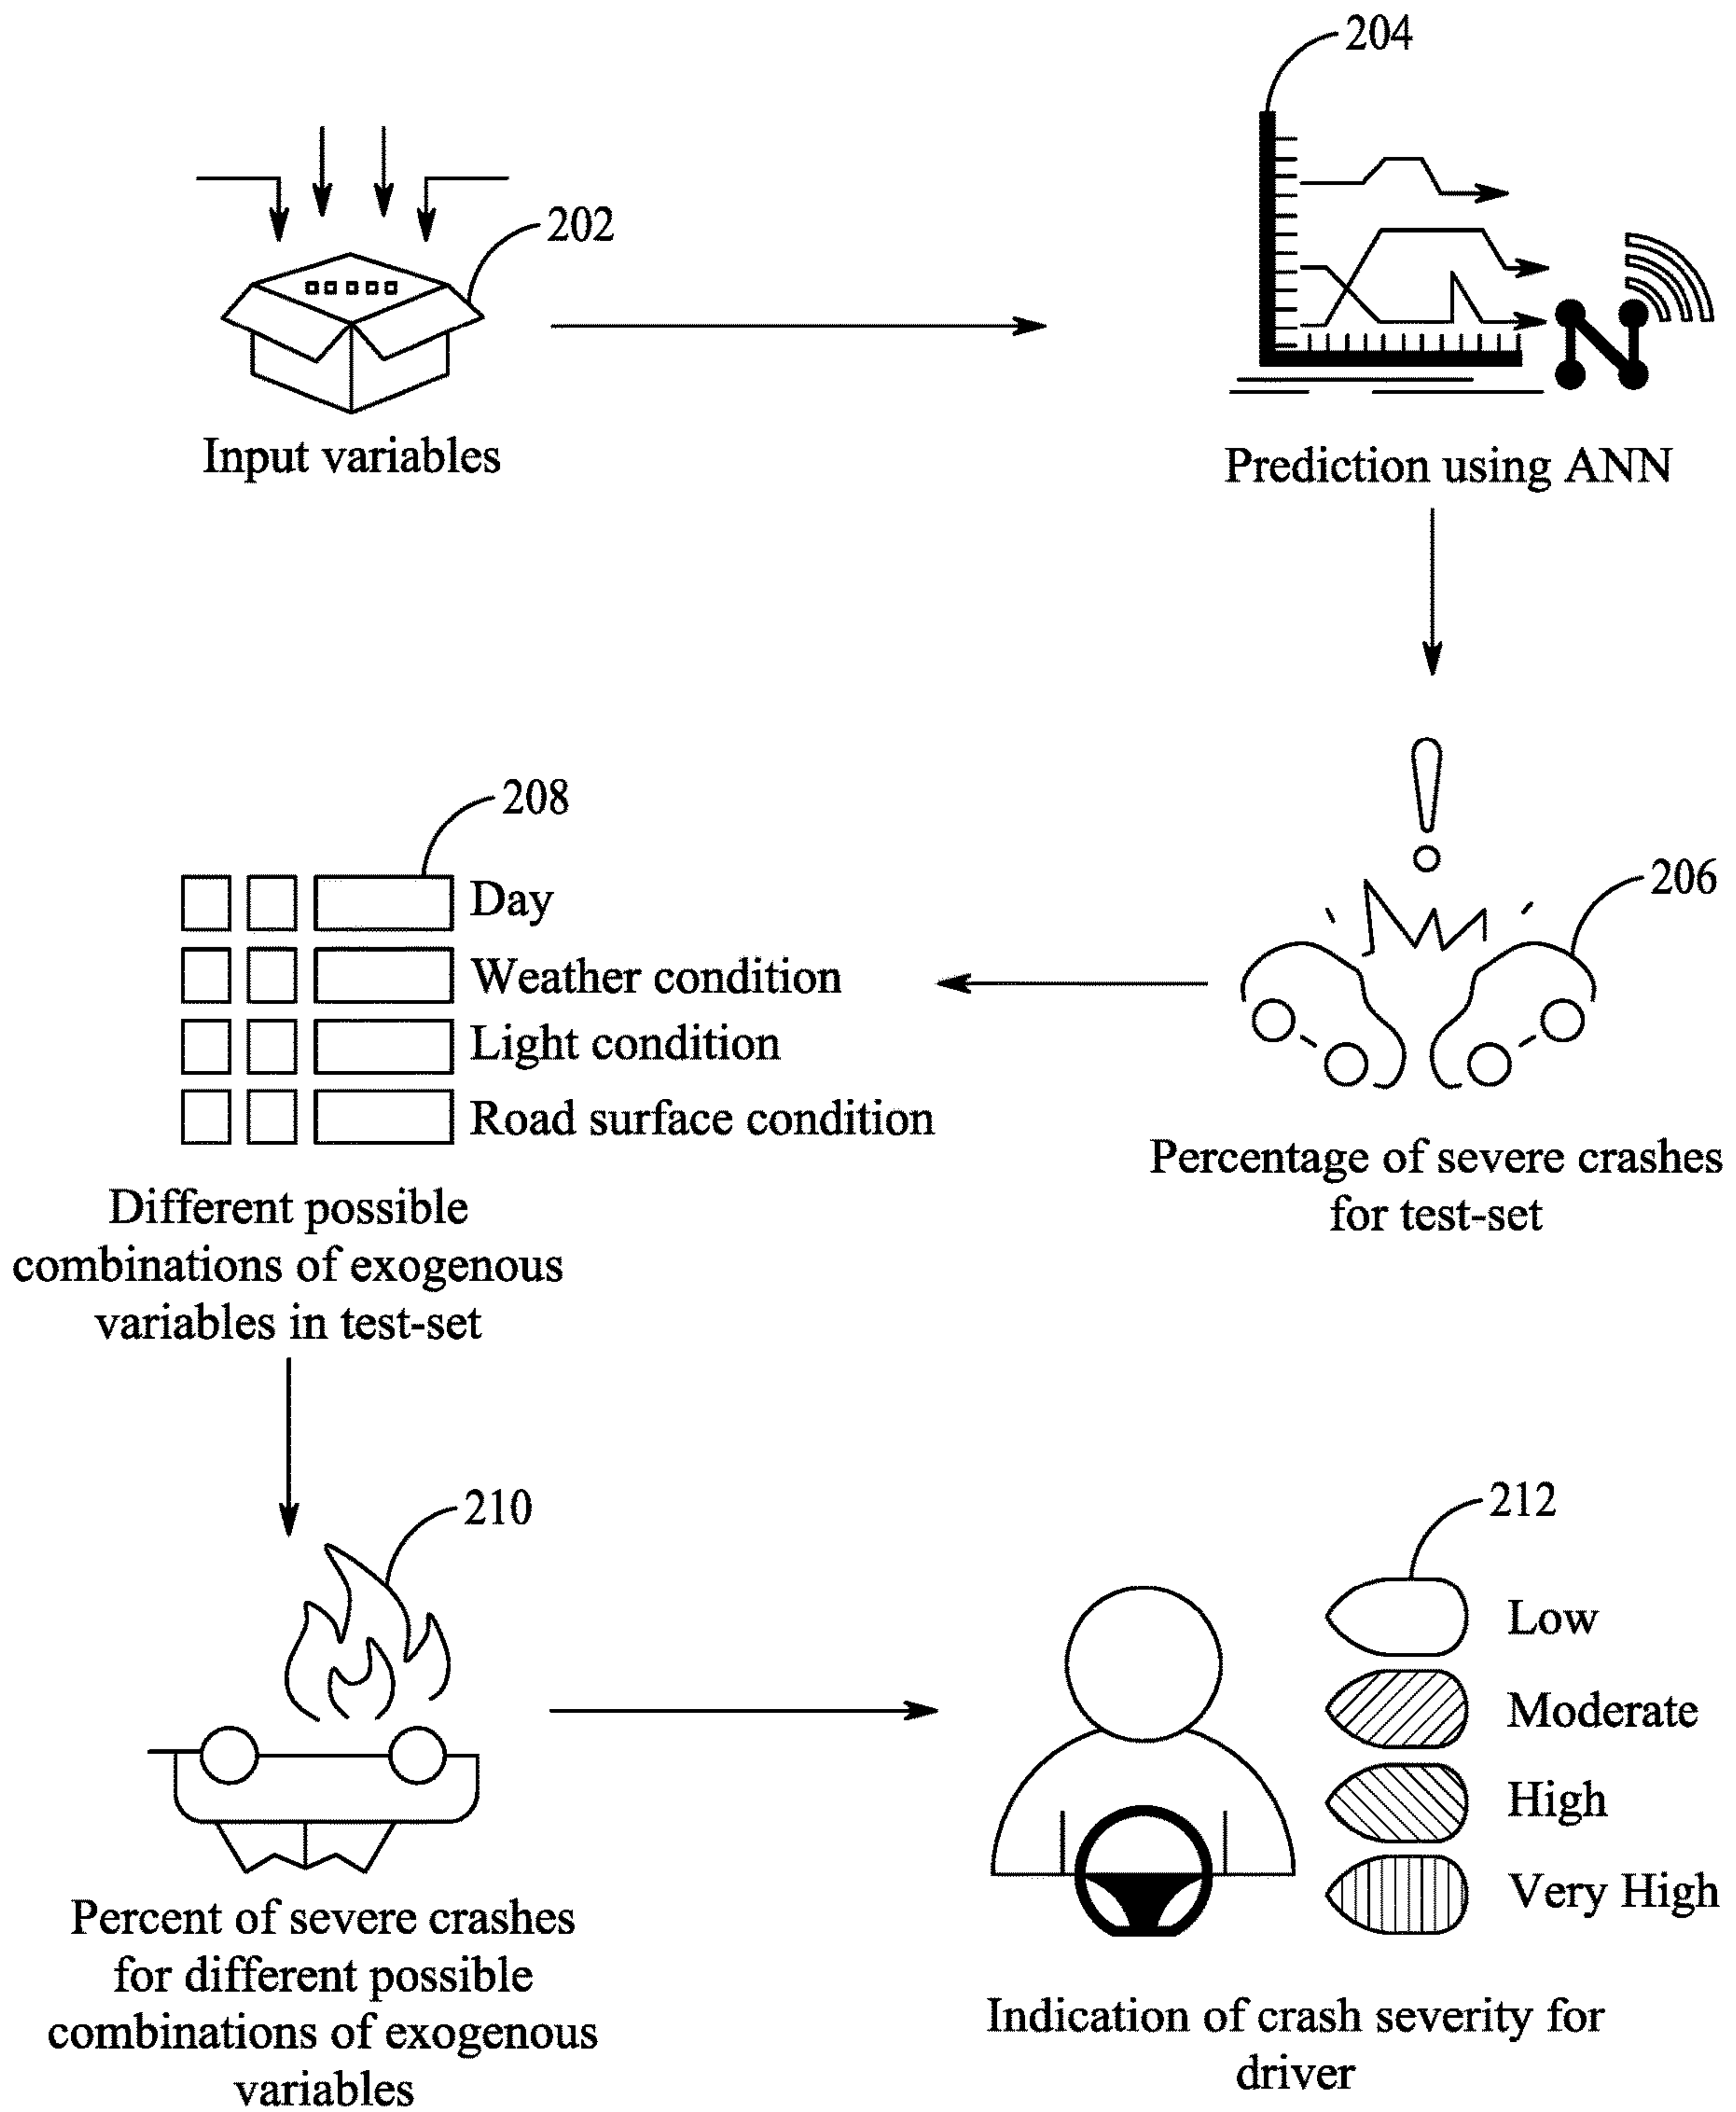 204
202
Input variables
Prediction using ANN
208
Day
Weather condition
Light condition
Road surface condition
206
Different possible
combinations of exogenous
variables in test-set
Percentage of severe crashes
for test-set
210
212
Low
Moderate
High
Very High
Percent of severe crashes
for different possible
combinations of exogenous
variables
Indication of crash severity for
driver